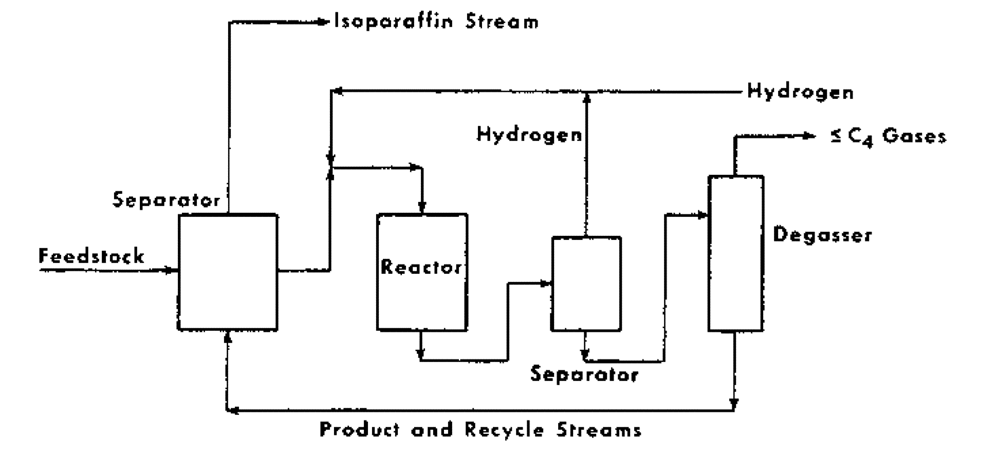 Isoparaffin Stream
Hydrogen
Hydrogen
≤ C4 Gases
Separator
Degasser
Feedstock
Reactor
Separator
Product and Recycle Streams